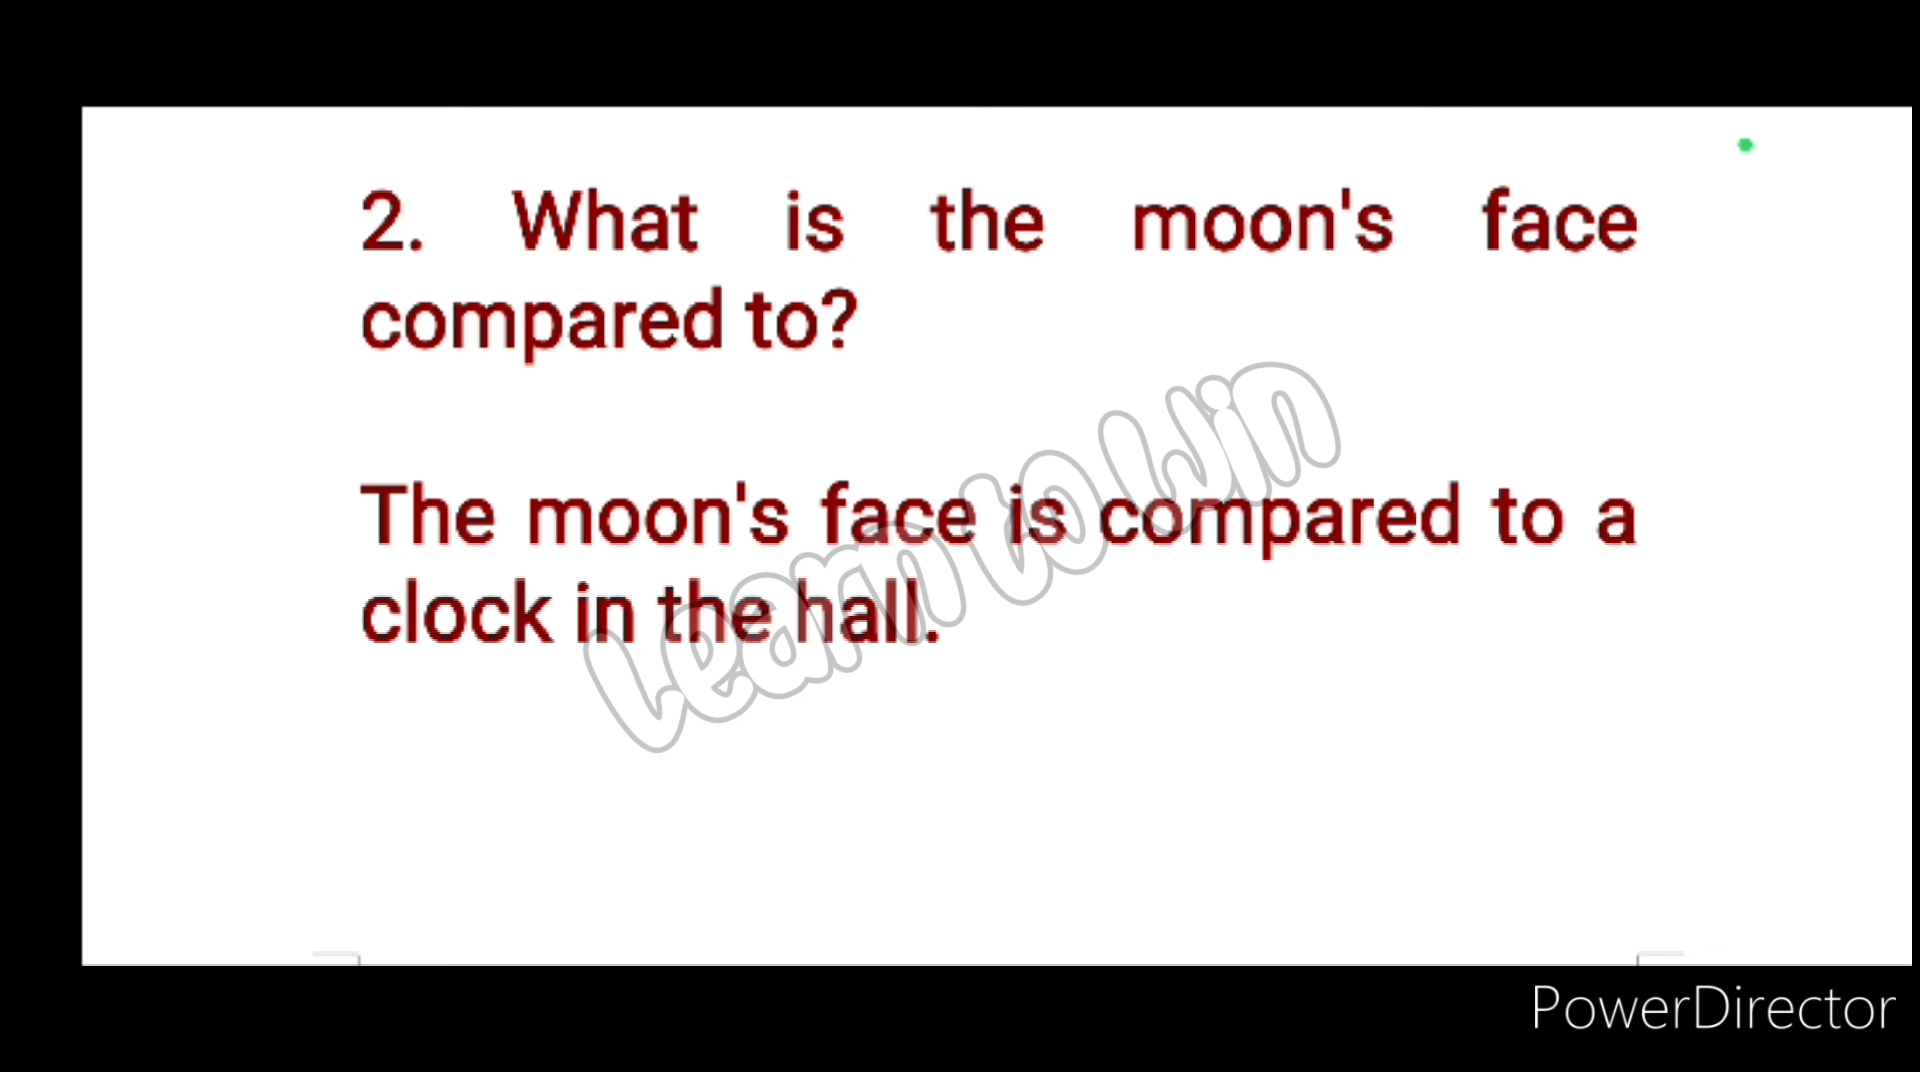 2. What is the moon's face
compared to?
The moon's face is compared to a
clock in the hall.
Learn to Win
PowerDirector